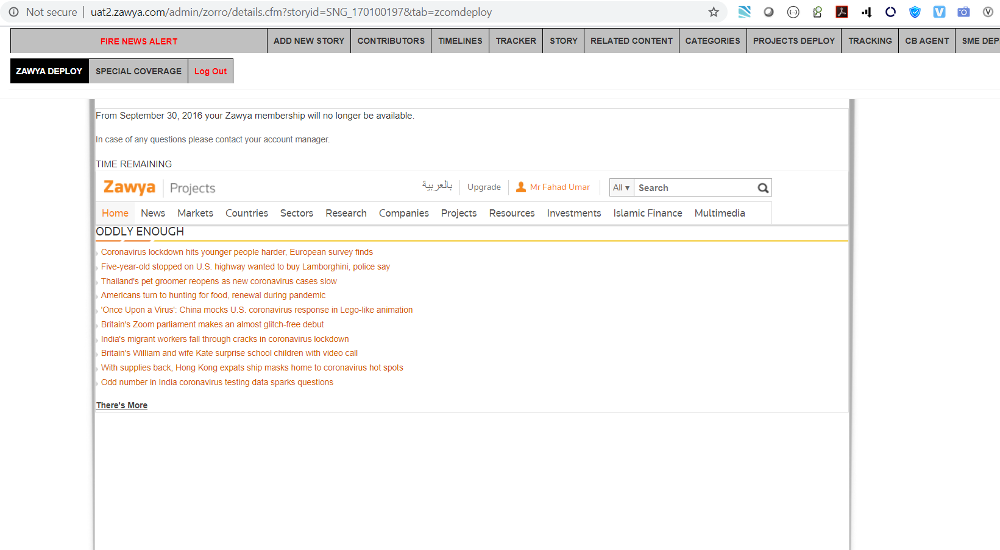 Not secure | uat2.zawya.com/admin/zorro/details.cfm?storyid=SNG_170100197&tab=zcomdeploy
FIRE NEWS ALERT ADD NEW STORY CONTRIBUTORS TIMELINES TRACKER STORY RELATED CONTENT CATEGORIES PROJECTS DEPLOY TRACKING CB AGENT SME DEP
ZAWYA DEPLOY SPECIAL COVERAGE Log Out
From September 30, 2016 your Zawya membership will no longer be available.
In case of any questions please contact your account manager.
TIME REMAINING
Zawya Projects بالعربية Upgrade Mr Fahad Umar All ▾ Search
Home News Markets Countries Sectors Research Companies Projects Resources Investments Islamic Finance Multimedia
ODDLY ENOUGH
Coronavirus lockdown hits younger people harder, European survey finds
Five-year-old stopped on U.S. highway wanted to buy Lamborghini, police say
Thailand's pet groomer reopens as new coronavirus cases slow
Americans turn to hunting for food, renewal during pandemic
'Once Upon a Virus': China mocks U.S. coronavirus response in Lego-like animation
Britain's Zoom parliament makes an almost glitch-free debut
India's migrant workers fall through cracks in coronavirus lockdown
Britain's William and wife Kate surprise school children with video call
With supplies back, Hong Kong expats ship masks home to coronavirus hot spots
Odd number in India coronavirus testing data sparks questions
There's More